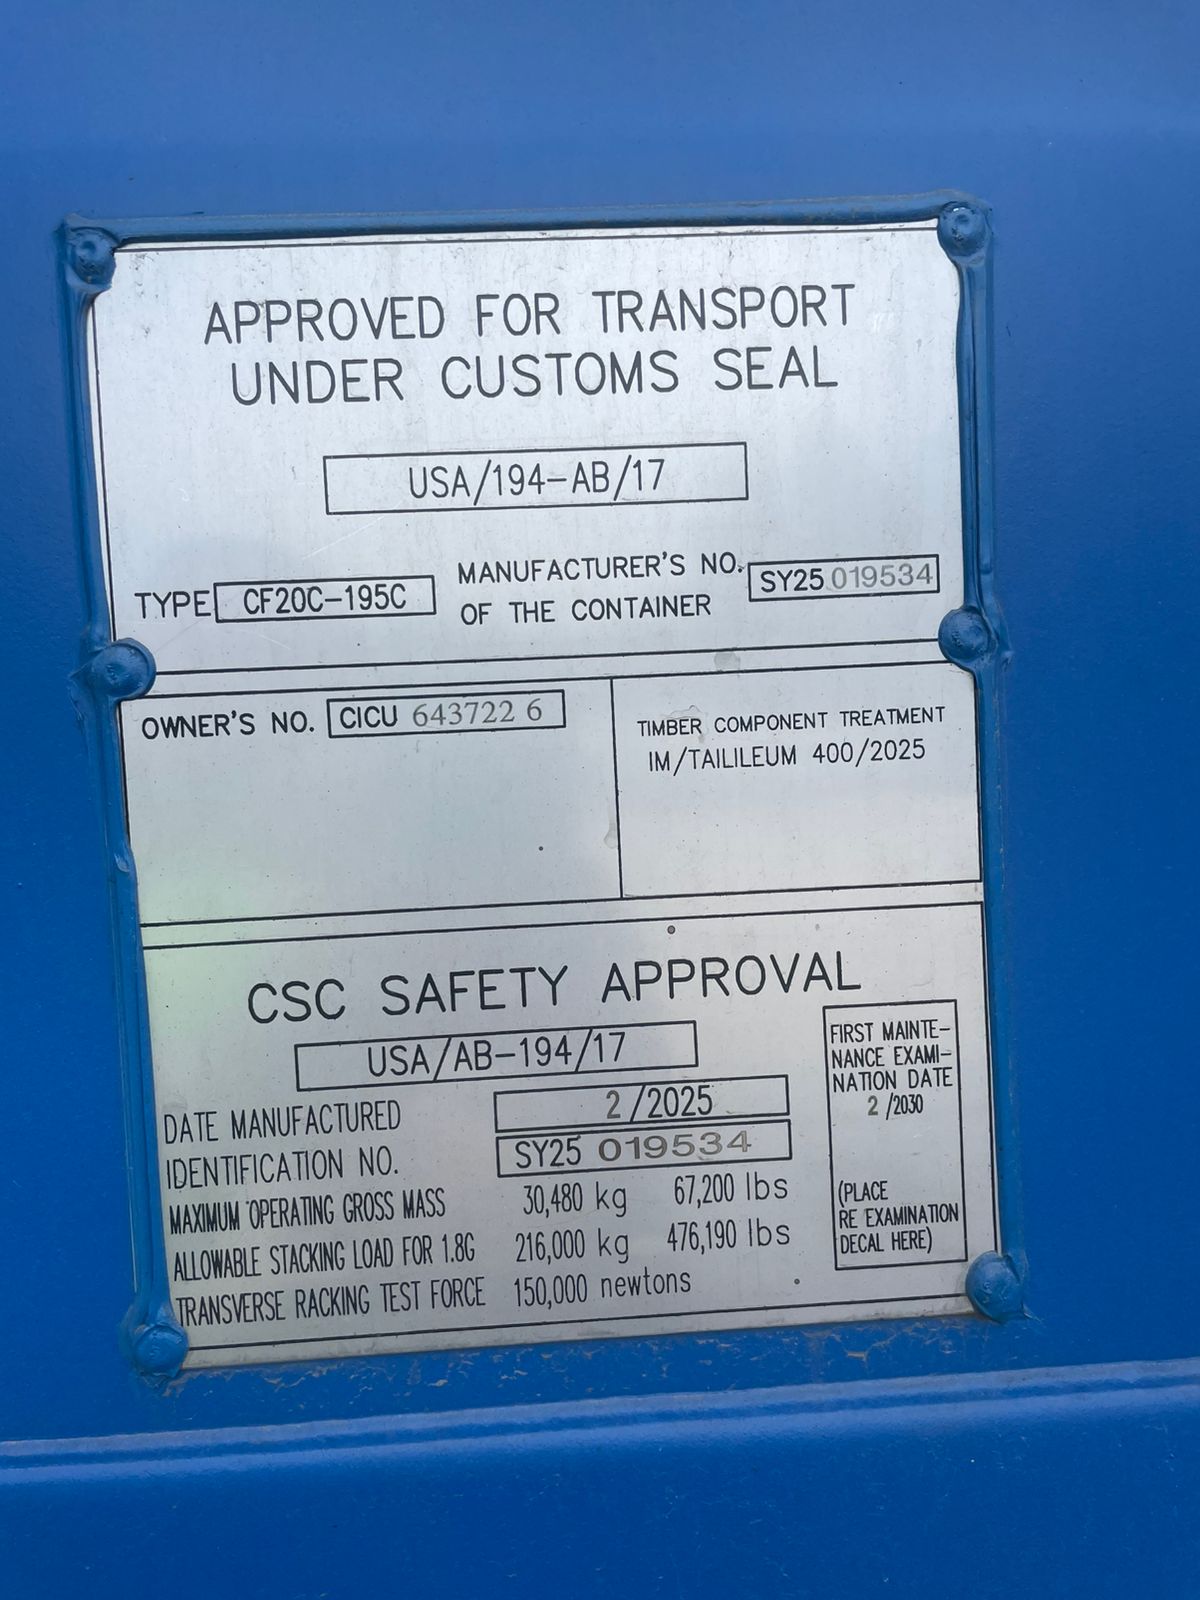 APPROVED FOR TRANSPORT
UNDER CUSTOMS SEAL
USA/194-AB/17
TYPE CF20C-195C
MANUFACTURER'S NO.
OF THE CONTAINER
SY25 019534
OWNER'S NO. CICU 643722 6
TIMBER COMPONENT TREATMENT
IM/TAILILEUM 400/2025
CSC SAFETY APPROVAL
USA/AB-194/17
DATE MANUFACTURED 2/2025
IDENTIFICATION NO. SY25 019534
MAXIMUM OPERATING GROSS MASS 30,480 kg 67,200 lbs
ALLOWABLE STACKING LOAD FOR 1.8G 216,000 kg 476,190 lbs
TRANSVERSE RACKING TEST FORCE 150,000 newtons
FIRST MAINTE-
NANCE EXAMI-
NATION DATE
2 /2030
(PLACE
RE EXAMINATION
DECAL HERE)